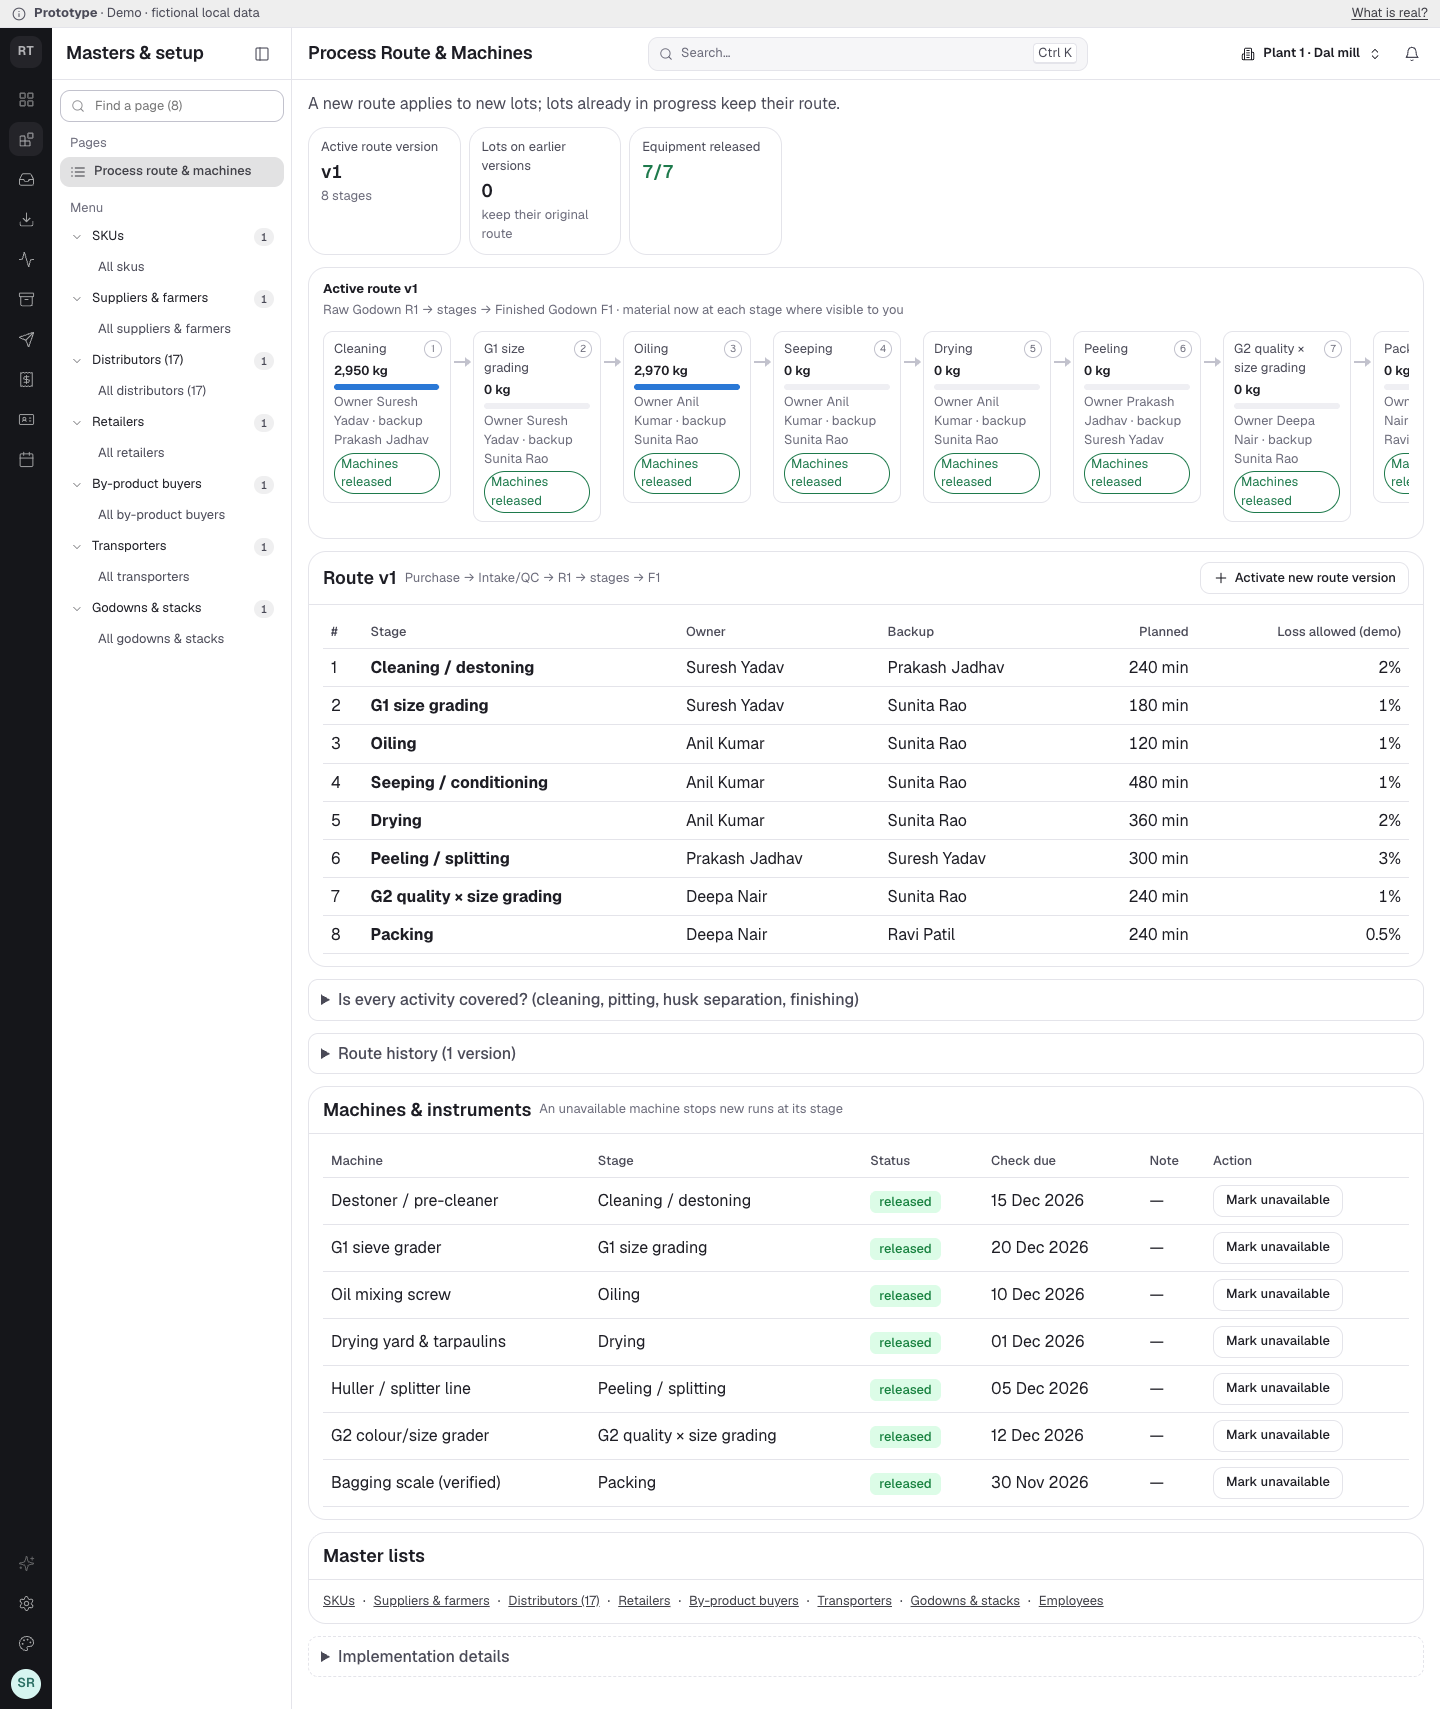 Prototype · Demo · fictional local data
What is real?
RT
Masters & setup
Process Route & Machines
Search...
Ctrl K
Plant 1 · Dal mill
Find a page (8)
Pages
Process route & machines
Menu
SKUs 1
All skus
Suppliers & farmers 1
All suppliers & farmers
Distributors (17) 1
All distributors (17)
Retailers 1
All retailers
By-product buyers 1
All by-product buyers
Transporters 1
All transporters
Godowns & stacks 1
All godowns & stacks
SR
A new route applies to new lots; lots already in progress keep their route.
Active route version
v1
8 stages
Lots on earlier
versions
0
keep their original
route
Equipment released
7/7
Active route v1
Raw Godown R1 → stages → Finished Godown F1 · material now at each stage where visible to you
Cleaning 1
2,950 kg
Owner Suresh
Yadav · backup
Prakash Jadhav
Machines
released
G1 size 2
grading
0 kg
Owner Suresh
Yadav · backup
Sunita Rao
Machines
released
Oiling 3
2,970 kg
Owner Anil
Kumar · backup
Sunita Rao
Machines
released
Seeping 4
0 kg
Owner Anil
Kumar · backup
Sunita Rao
Machines
released
Drying 5
0 kg
Owner Anil
Kumar · backup
Sunita Rao
Machines
released
Peeling 6
0 kg
Owner Prakash
Jadhav · backup
Suresh Yadav
Machines
released
G2 quality × 7
size grading
0 kg
Owner Deepa
Nair · backup
Sunita Rao
Machines
released
Pack
0 kg
Own
Nair
Ravi
Ma
rele
Route v1 Purchase → Intake/QC → R1 → stages → F1
Activate new route version
# Stage Owner Backup Planned Loss allowed (demo)
1 Cleaning / destoning Suresh Yadav Prakash Jadhav 240 min 2%
2 G1 size grading Suresh Yadav Sunita Rao 180 min 1%
3 Oiling Anil Kumar Sunita Rao 120 min 1%
4 Seeping / conditioning Anil Kumar Sunita Rao 480 min 1%
5 Drying Anil Kumar Sunita Rao 360 min 2%
6 Peeling / splitting Prakash Jadhav Suresh Yadav 300 min 3%
7 G2 quality × size grading Deepa Nair Sunita Rao 240 min 1%
8 Packing Deepa Nair Ravi Patil 240 min 0.5%
Is every activity covered? (cleaning, pitting, husk separation, finishing)
Route history (1 version)
Machines & instruments An unavailable machine stops new runs at its stage
Machine Stage Status Check due Note Action
Destoner / pre-cleaner Cleaning / destoning released 15 Dec 2026 — Mark unavailable
G1 sieve grader G1 size grading released 20 Dec 2026 — Mark unavailable
Oil mixing screw Oiling released 10 Dec 2026 — Mark unavailable
Drying yard & tarpaulins Drying released 01 Dec 2026 — Mark unavailable
Huller / splitter line Peeling / splitting released 05 Dec 2026 — Mark unavailable
G2 colour/size grader G2 quality × size grading released 12 Dec 2026 — Mark unavailable
Bagging scale (verified) Packing released 30 Nov 2026 — Mark unavailable
Master lists
SKUs · Suppliers & farmers · Distributors (17) · Retailers · By-product buyers · Transporters · Godowns & stacks · Employees
Implementation details